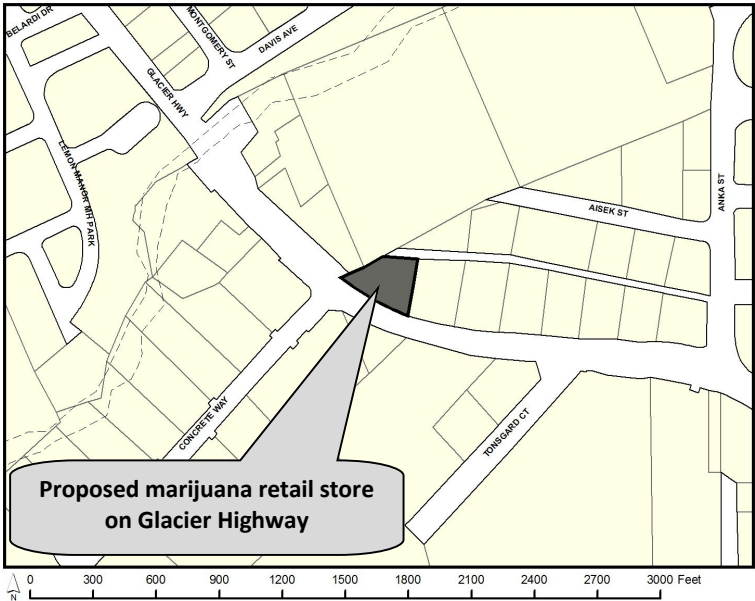 BELARDI DR
MONTGOMERY ST
DAVIS AVE
GLACIER HWY
LEMON MANOR MH PARK
ANKA ST
AISEK ST
CONCRETE WAY
TONSGARD CT
Proposed marijuana retail store
on Glacier Highway
N
0 300 600 900 1200 1500 1800 2100 2400 2700 3000 Feet